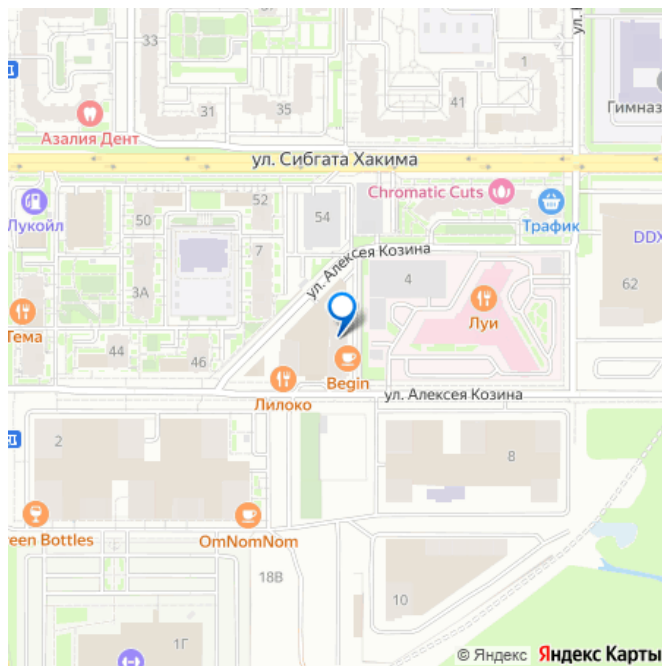 33
35
31
1
41
Гимназ
Азалия Дент
ул. Сибгата Хакима
Chromatic Cuts
Лукойл
50
52
54
Трафик
DDX
7
ул. Алексея Козина
3А
4
62
Луи
Тема
44
46
Begin
Лилоко
ул. Алексея Козина
2
8
een Bottles
OmNomNom
18В
10
1Г
© Яндекс Яндекс Карты